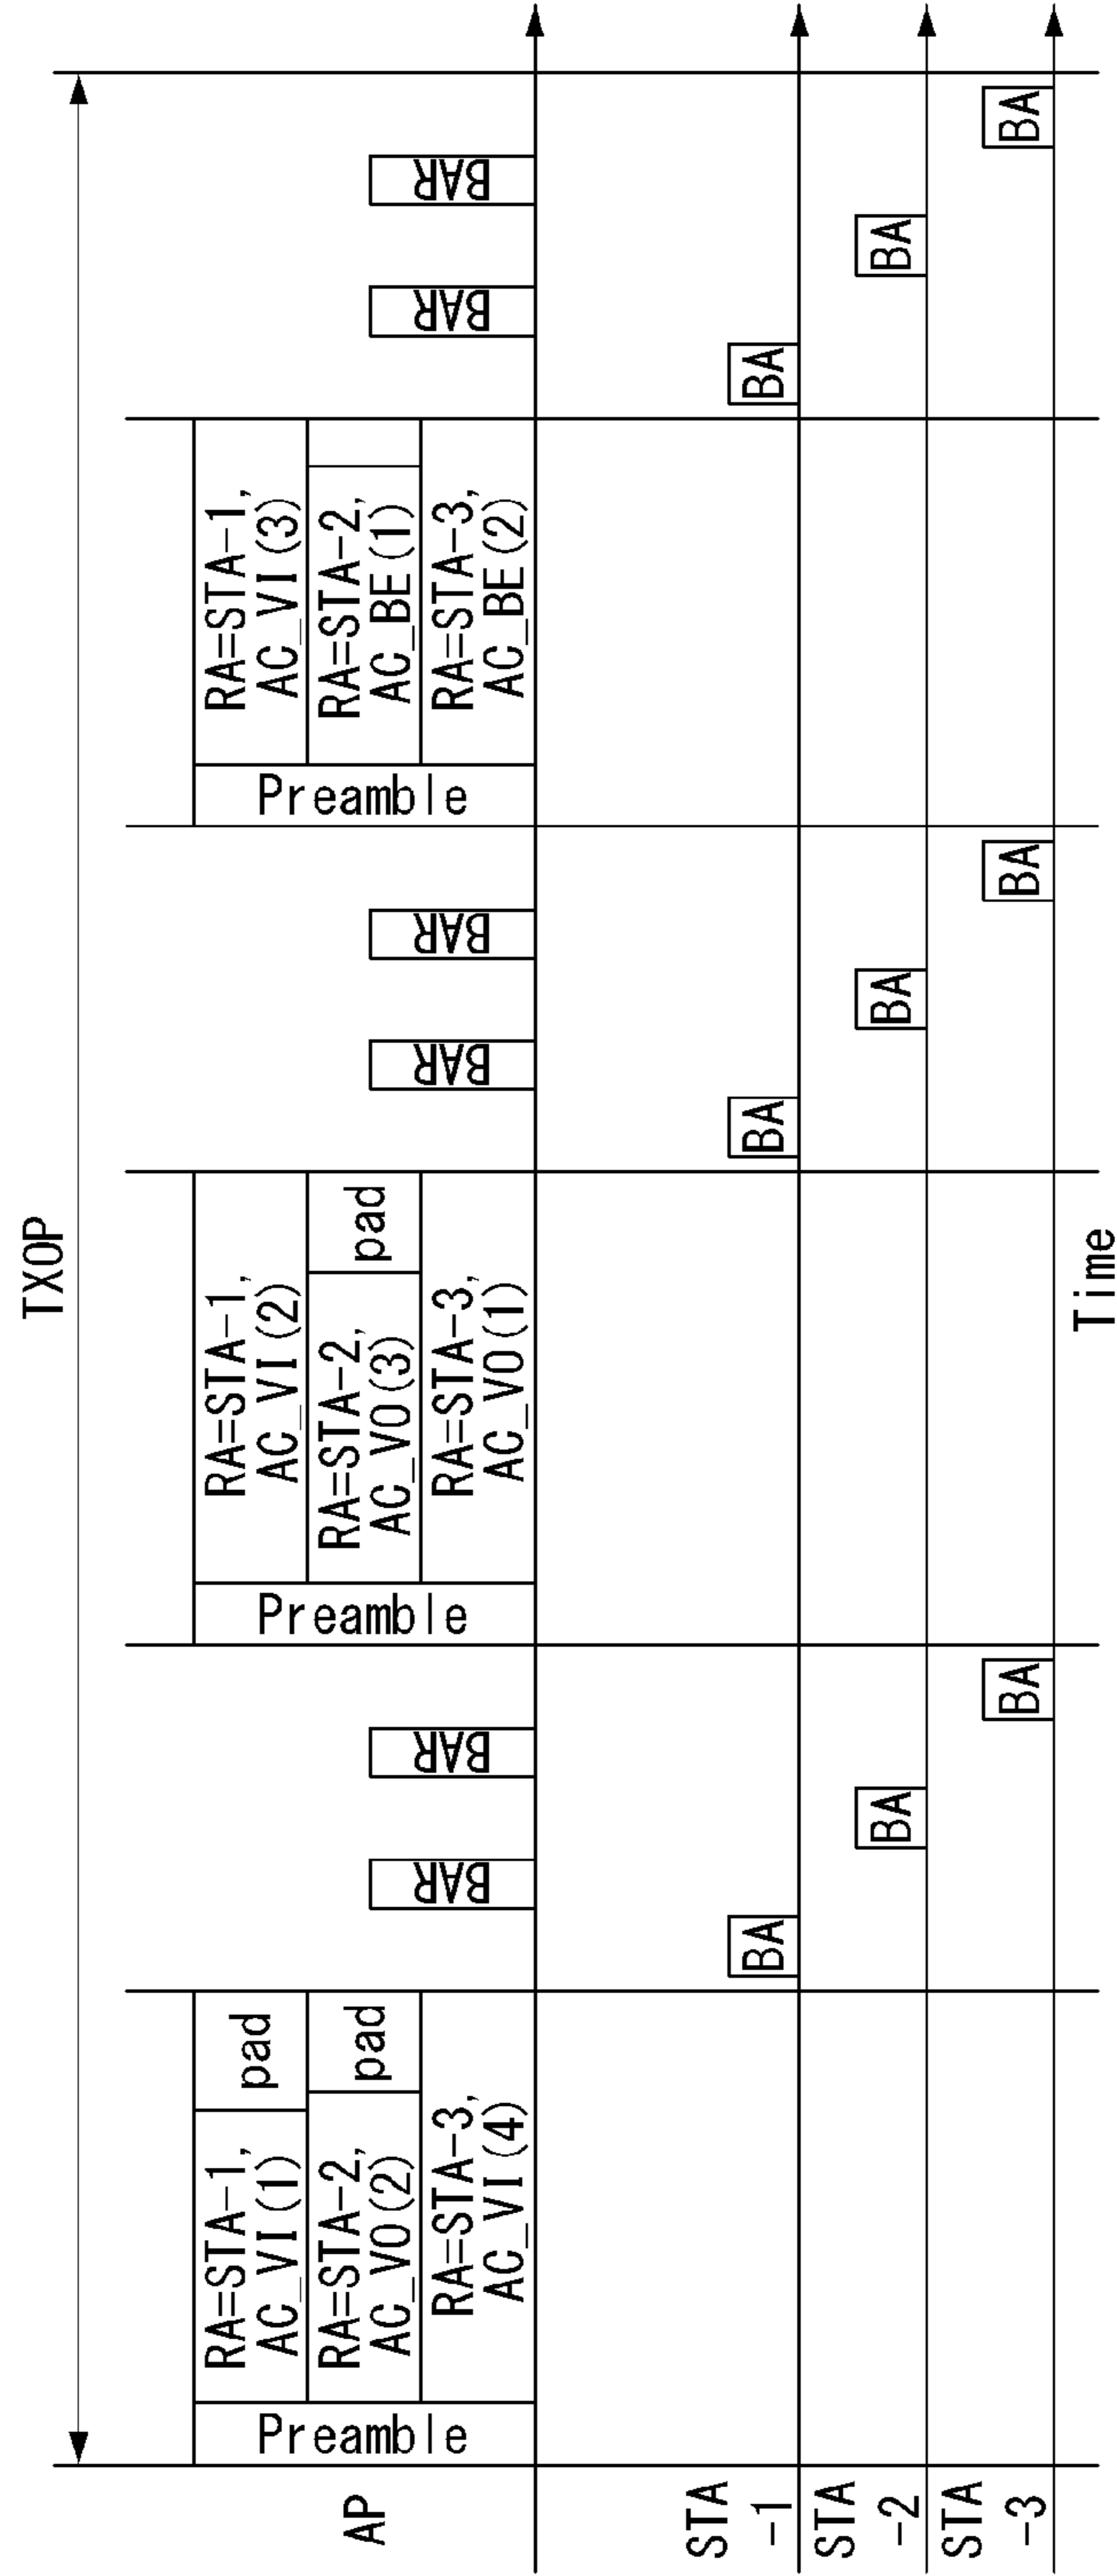 TXOP
AP
Preamble
RA=STA-1,
AC_VI(1)
pad
RA=STA-2,
AC_VO(2)
pad
RA=STA-3,
AC_VI(4)
BAR
BAR
Preamble
RA=STA-1,
AC_VI(2)
RA=STA-2,
AC_VO(3)
pad
RA=STA-3,
AC_VO(1)
BAR
BAR
Preamble
RA=STA-1,
AC_VI(3)
RA=STA-2,
AC_BE(1)
RA=STA-3,
AC_BE(2)
BAR
BAR
STA
-1
BA
BA
BA
STA
-2
BA
BA
BA
STA
-3
BA
BA
BA
Time